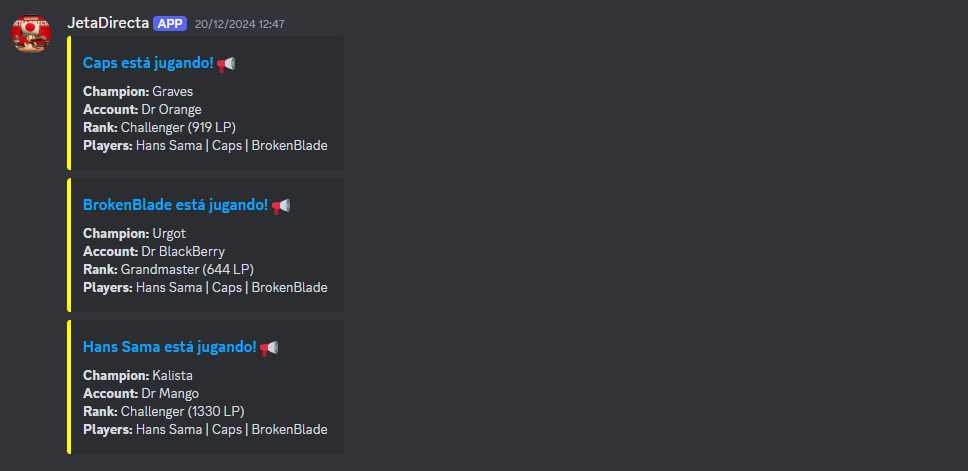 JetaDirecta APP 20/12/2024 12:47
Caps está jugando!
Champion: Graves
Account: Dr Orange
Rank: Challenger (919 LP)
Players: Hans Sama | Caps | BrokenBlade
BrokenBlade está jugando!
Champion: Urgot
Account: Dr BlackBerry
Rank: Grandmaster (644 LP)
Players: Hans Sama | Caps | BrokenBlade
Hans Sama está jugando!
Champion: Kalista
Account: Dr Mango
Rank: Challenger (1330 LP)
Players: Hans Sama | Caps | BrokenBlade